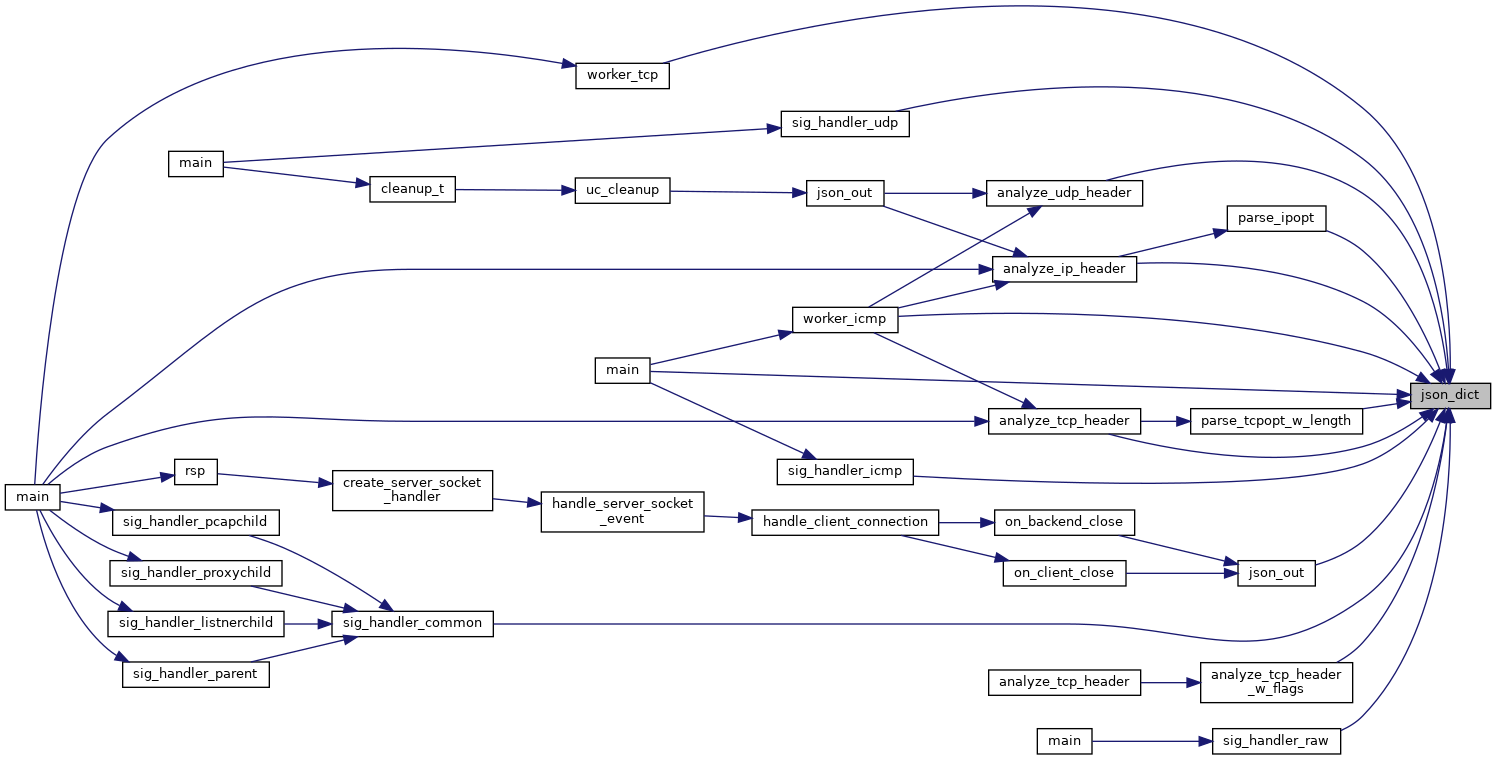 worker_tcp
sig_handler_udp
main
cleanup_t
uc_cleanup
json_out
analyze_udp_header
parse_ipopt
analyze_ip_header
worker_icmp
main
json_dict
analyze_tcp_header
parse_tcpopt_w_length
sig_handler_icmp
rsp
create_server_socket
_handler
main
handle_server_socket
_event
sig_handler_pcapchild
handle_client_connection
on_backend_close
sig_handler_proxychild
on_client_close
json_out
sig_handler_listnerchild
sig_handler_common
sig_handler_parent
analyze_tcp_header
analyze_tcp_header
_w_flags
main
sig_handler_raw